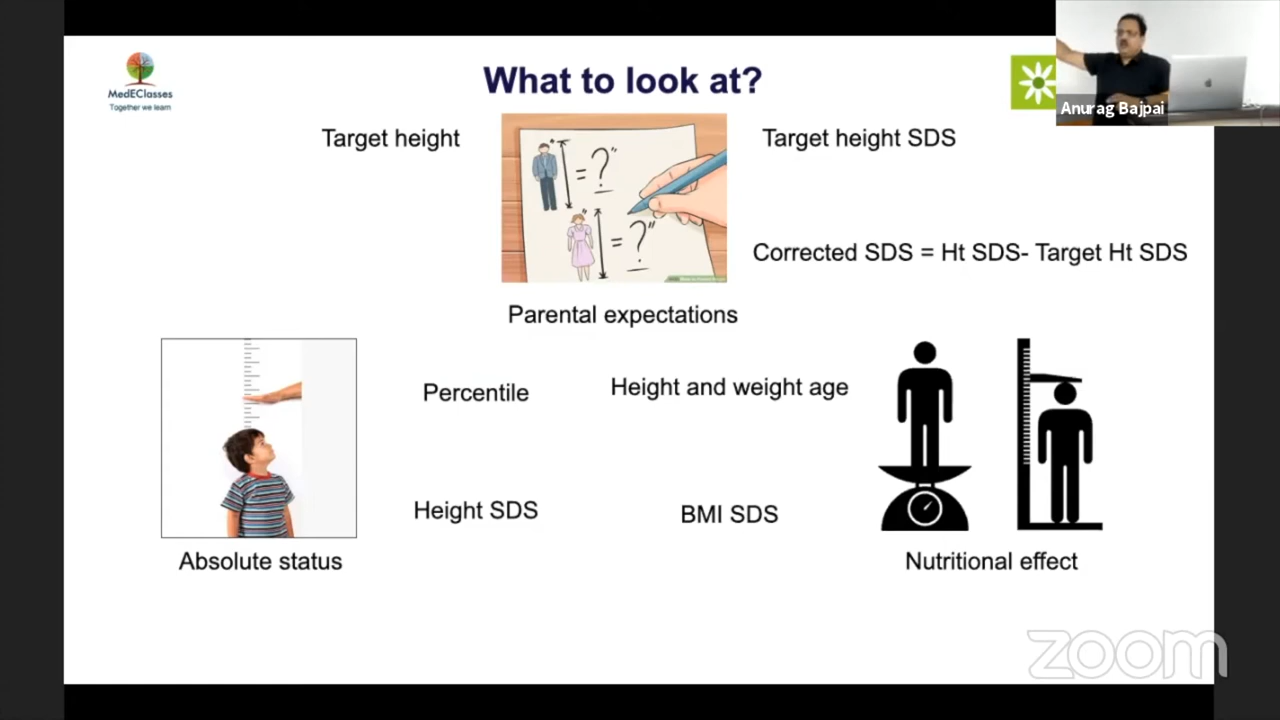 MedEClasses
Together we learn
What to look at?
Anurag Bajpai
Target height
Target height SDS
= ?"
= ?"
Corrected SDS = Ht SDS- Target Ht SDS
Parental expectations
Percentile
Height and weight age
Height SDS
BMI SDS
Absolute status
Nutritional effect
zoom